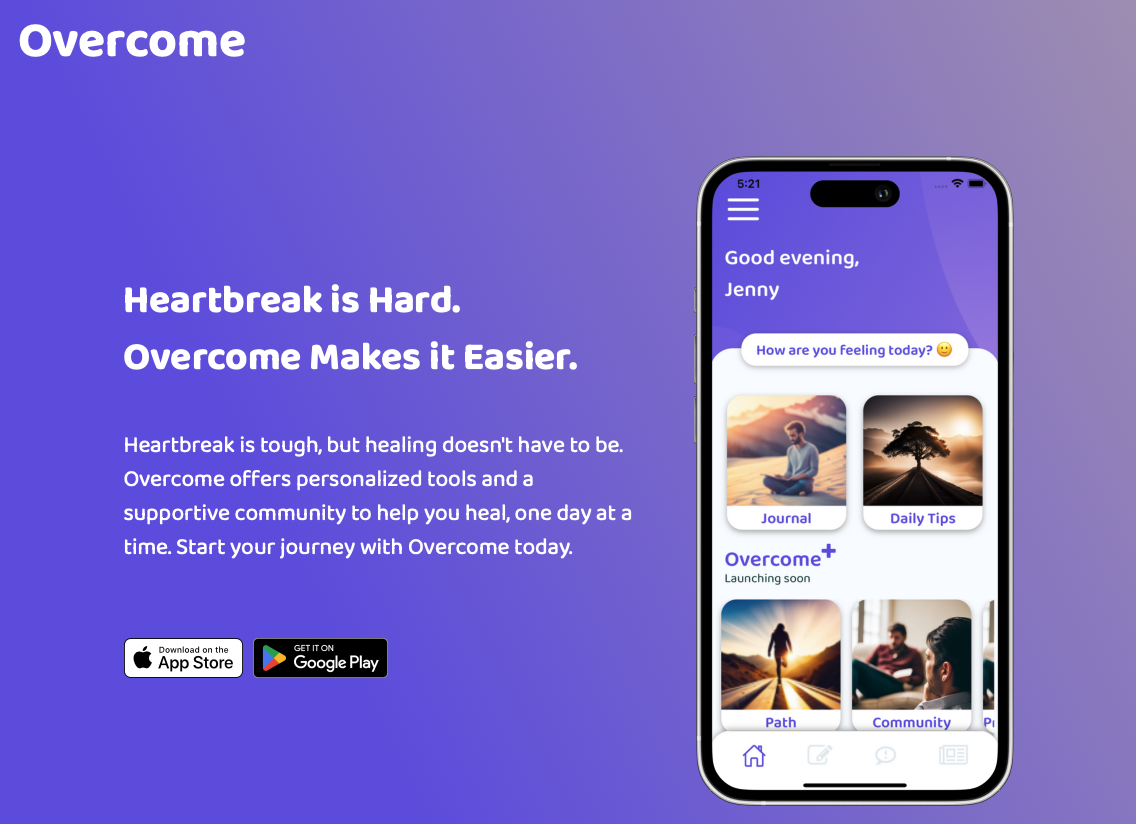 Overcome
Heartbreak is Hard.
Overcome Makes it Easier.
Heartbreak is tough, but healing doesn't have to be.
Overcome offers personalized tools and a
supportive community to help you heal, one day at a
time. Start your journey with Overcome today.
Download on the
App Store
GET IT ON
Google Play
5:21
Good evening,
Jenny
How are you feeling today? 🙂
Journal
Daily Tips
Overcome+
Launching soon
Path
Community